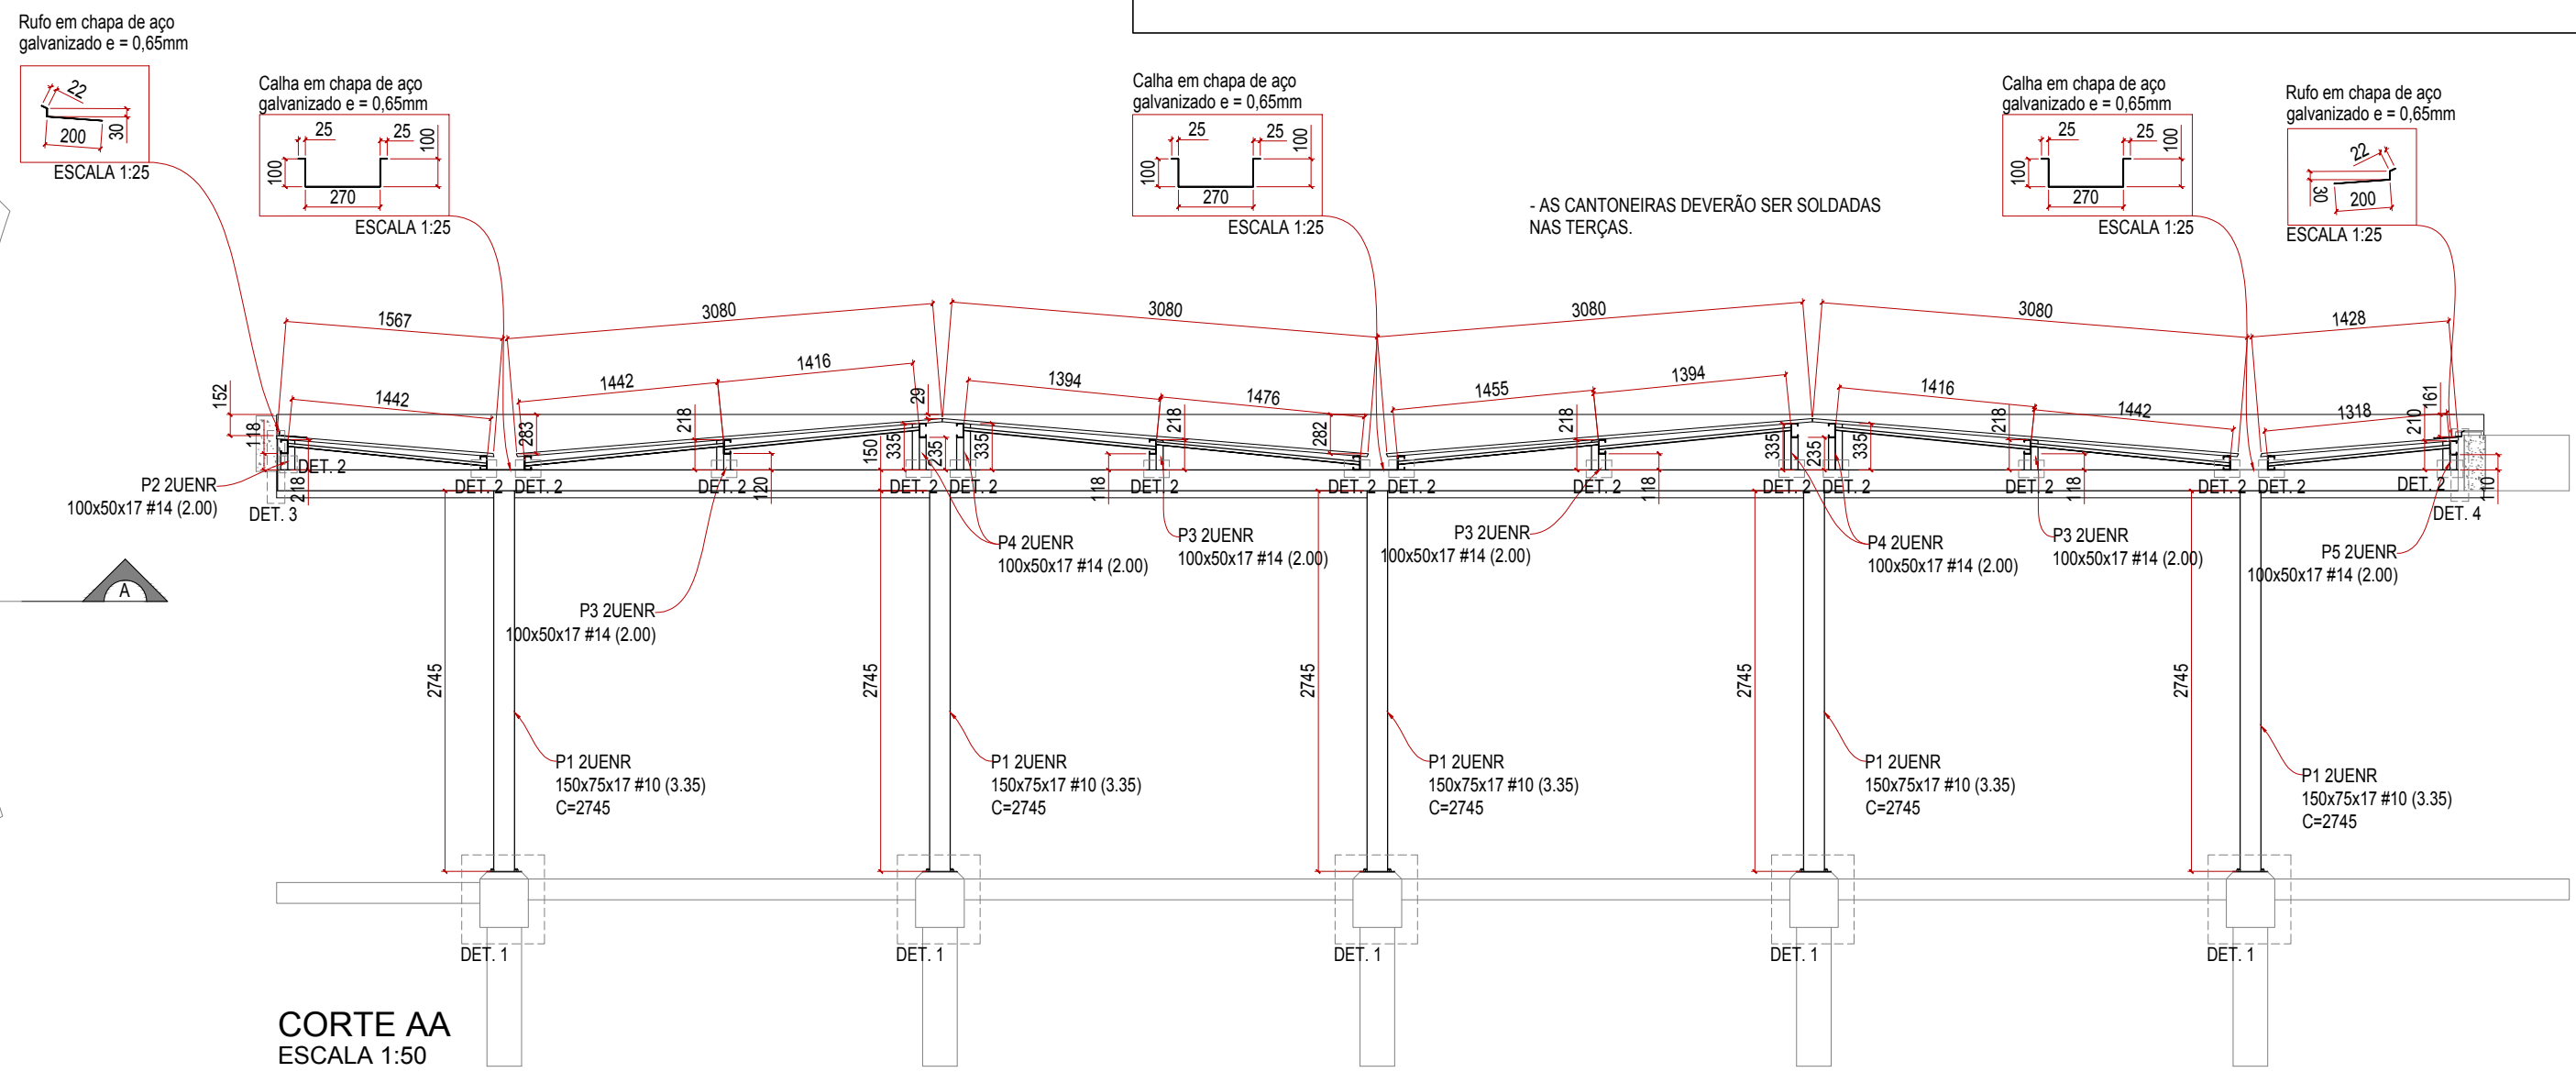 Rufo em chapa de aço
galvanizado e = 0,65mm
22
200
30
ESCALA 1:25
Calha em chapa de aço
galvanizado e = 0,65mm
25
25
100
100
270
ESCALA 1:25
Calha em chapa de aço
galvanizado e = 0,65mm
25
25
100
100
270
ESCALA 1:25
- AS CANTONEIRAS DEVERÃO SER SOLDADAS
NAS TERÇAS.
Calha em chapa de aço
galvanizado e = 0,65mm
25
25
100
100
270
ESCALA 1:25
Rufo em chapa de aço
galvanizado e = 0,65mm
22
30
200
ESCALA 1:25
1567
3080
3080
3080
3080
1428
152
1442
1442
1416
29
1394
1476
1455
1394
1416
1442
1318
161
118
218
283
218
150
335
235
335
218
282
218
335
235
335
218
210
DET. 2
DET. 2
DET. 2
DET. 2
120
DET. 2
DET. 2
118
DET. 2
DET. 2
DET. 2
DET. 2
118
DET. 2
DET. 2
DET. 2
118
DET. 2
DET. 2
DET. 2
110
P2 2UENR
100x50x17 #14 (2.00)
DET. 3
DET. 4
P3 2UENR
100x50x17 #14 (2.00)
P4 2UENR
100x50x17 #14 (2.00)
P3 2UENR
100x50x17 #14 (2.00)
P3 2UENR
100x50x17 #14 (2.00)
P4 2UENR
100x50x17 #14 (2.00)
P3 2UENR
100x50x17 #14 (2.00)
P5 2UENR
100x50x17 #14 (2.00)
A
2745
2745
2745
2745
2745
P1 2UENR
150x75x17 #10 (3.35)
C=2745
P1 2UENR
150x75x17 #10 (3.35)
C=2745
P1 2UENR
150x75x17 #10 (3.35)
C=2745
P1 2UENR
150x75x17 #10 (3.35)
C=2745
P1 2UENR
150x75x17 #10 (3.35)
C=2745
DET. 1
DET. 1
DET. 1
DET. 1
DET. 1
CORTE AA
ESCALA 1:50